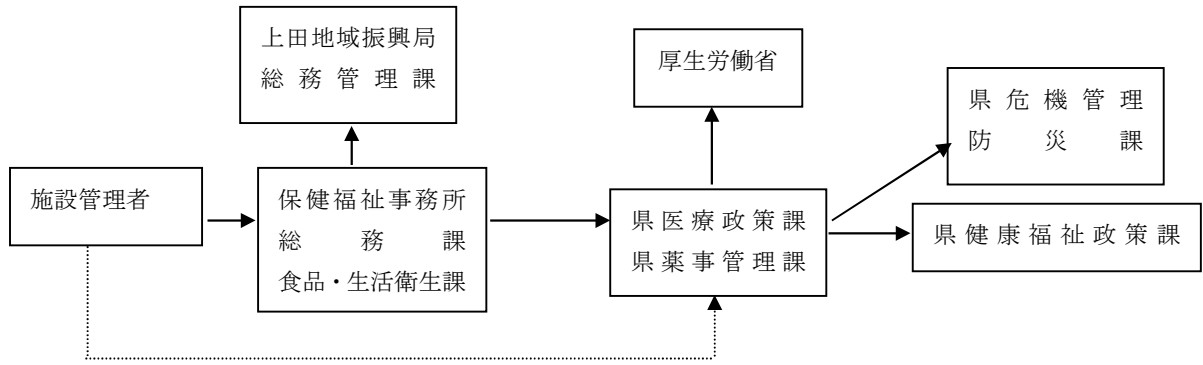 上田地域振興局
総務管理課
厚生労働省
県危機管理
防災課
施設管理者
保健福祉事務所
総務課
食品・生活衛生課
県医療政策課
県薬事管理課
県健康福祉政策課